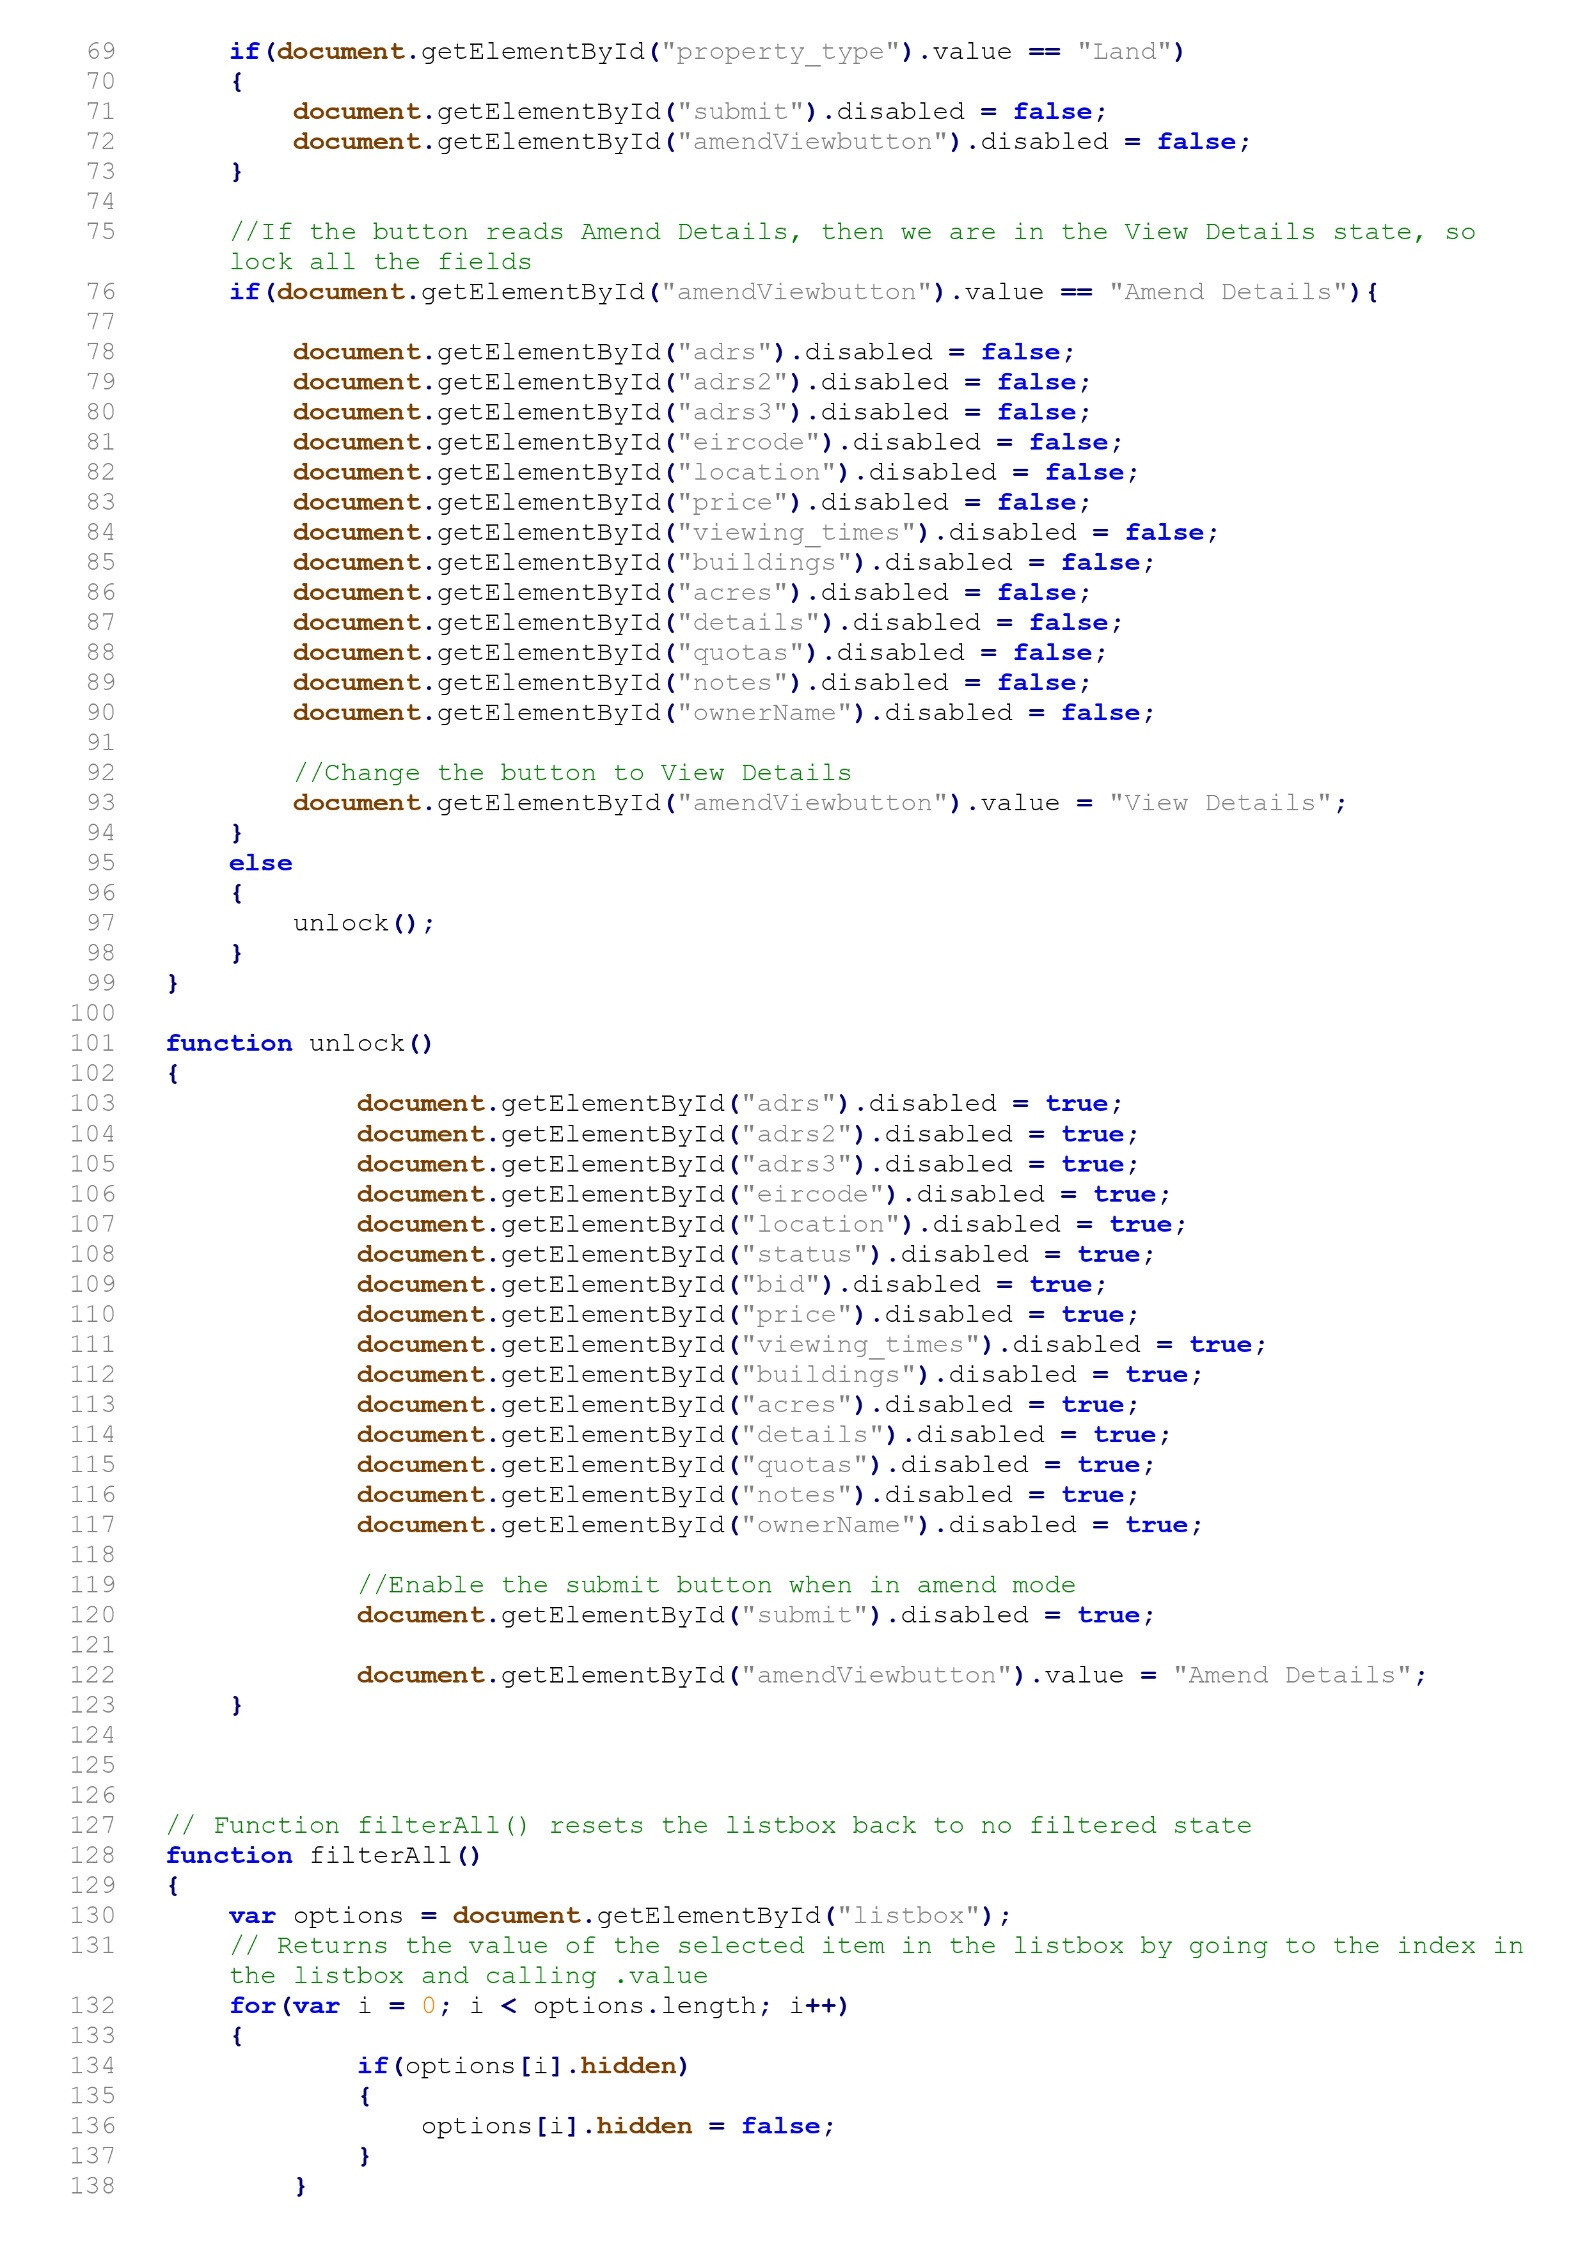 69 if(document.getElementById("property_type").value == "Land")
70 {
71 document.getElementById("submit").disabled = false;
72 document.getElementById("amendViewbutton").disabled = false;
73 }
74
75 //If the button reads Amend Details, then we are in the View Details state, so
lock all the fields
76 if(document.getElementById("amendViewbutton").value == "Amend Details"){
77
78 document.getElementById("adrs").disabled = false;
79 document.getElementById("adrs2").disabled = false;
80 document.getElementById("adrs3").disabled = false;
81 document.getElementById("eircode").disabled = false;
82 document.getElementById("location").disabled = false;
83 document.getElementById("price").disabled = false;
84 document.getElementById("viewing_times").disabled = false;
85 document.getElementById("buildings").disabled = false;
86 document.getElementById("acres").disabled = false;
87 document.getElementById("details").disabled = false;
88 document.getElementById("quotas").disabled = false;
89 document.getElementById("notes").disabled = false;
90 document.getElementById("ownerName").disabled = false;
91
92 //Change the button to View Details
93 document.getElementById("amendViewbutton").value = "View Details";
94 }
95 else
96 {
97 unlock();
98 }
99 }
100
101 function unlock()
102 {
103 document.getElementById("adrs").disabled = true;
104 document.getElementById("adrs2").disabled = true;
105 document.getElementById("adrs3").disabled = true;
106 document.getElementById("eircode").disabled = true;
107 document.getElementById("location").disabled = true;
108 document.getElementById("status").disabled = true;
109 document.getElementById("bid").disabled = true;
110 document.getElementById("price").disabled = true;
111 document.getElementById("viewing_times").disabled = true;
112 document.getElementById("buildings").disabled = true;
113 document.getElementById("acres").disabled = true;
114 document.getElementById("details").disabled = true;
115 document.getElementById("quotas").disabled = true;
116 document.getElementById("notes").disabled = true;
117 document.getElementById("ownerName").disabled = true;
118
119 //Enable the submit button when in amend mode
120 document.getElementById("submit").disabled = true;
121
122 document.getElementById("amendViewbutton").value = "Amend Details";
123 }
124
125
126
127 // Function filterAll() resets the listbox back to no filtered state
128 function filterAll()
129 {
130 var options = document.getElementById("listbox");
131 // Returns the value of the selected item in the listbox by going to the index in
the listbox and calling .value
132 for(var i = 0; i < options.length; i++)
133 {
134 if(options[i].hidden)
135 {
136 options[i].hidden = false;
137 }
138 }